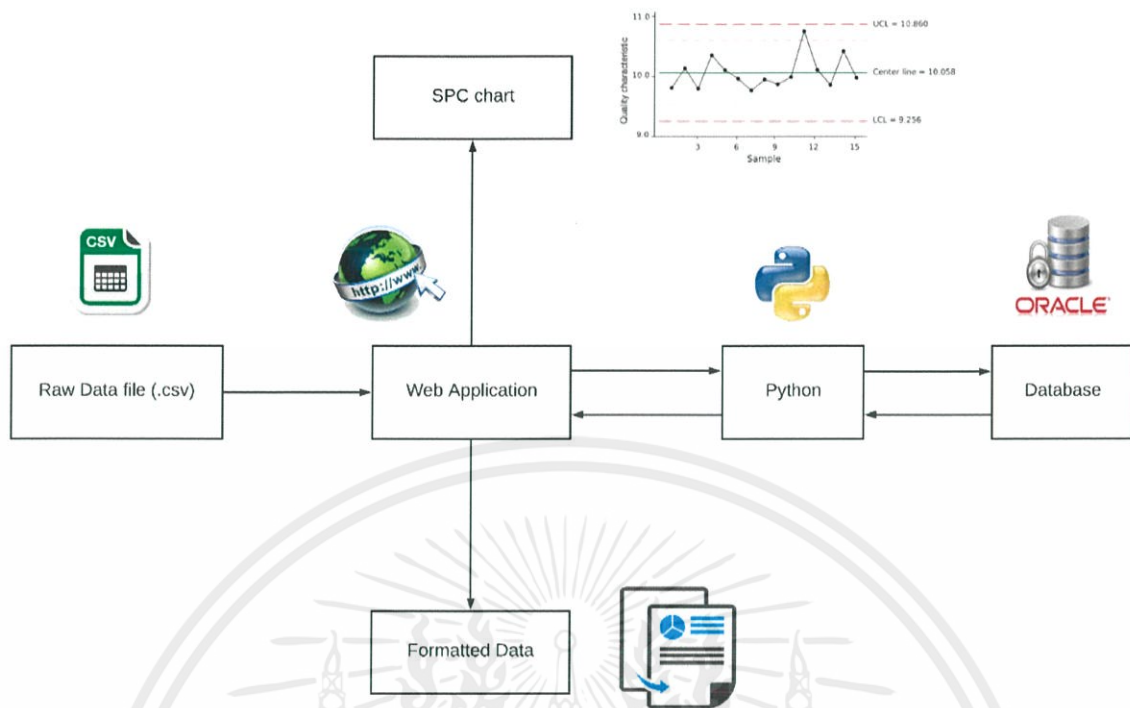 11.0
UCL = 10.860
Quality characteristic
10.0
Center line = 10.058
LCL = 9.256
9.0
3 6 9 12 15
Sample
SPC chart
CSV
http://www.
ORACLE
Raw Data file (.csv)
Web Application
Python
Database
Formatted Data